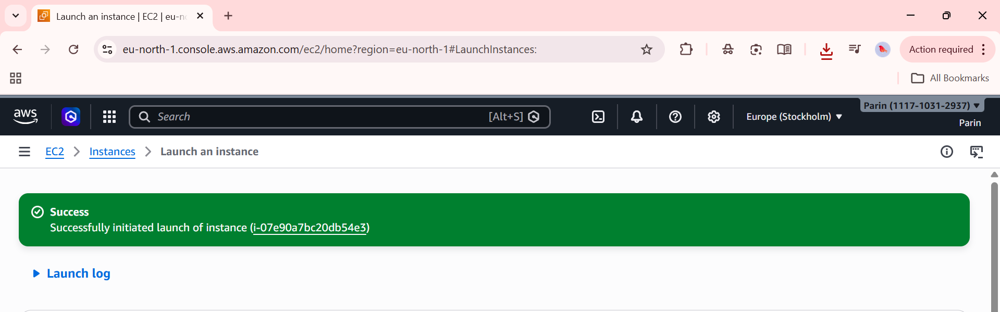 Launch an instance | EC2 | eu-n
eu-north-1.console.aws.amazon.com/ec2/home?region=eu-north-1#LaunchInstances:
Action required
All Bookmarks
aws
Search
[Alt+S]
Europe (Stockholm)
Parin (1117-1031-2937)
Parin
EC2
Instances
Launch an instance
Success
Successfully initiated launch of instance (i-07e90a7bc20db54e3)
Launch log